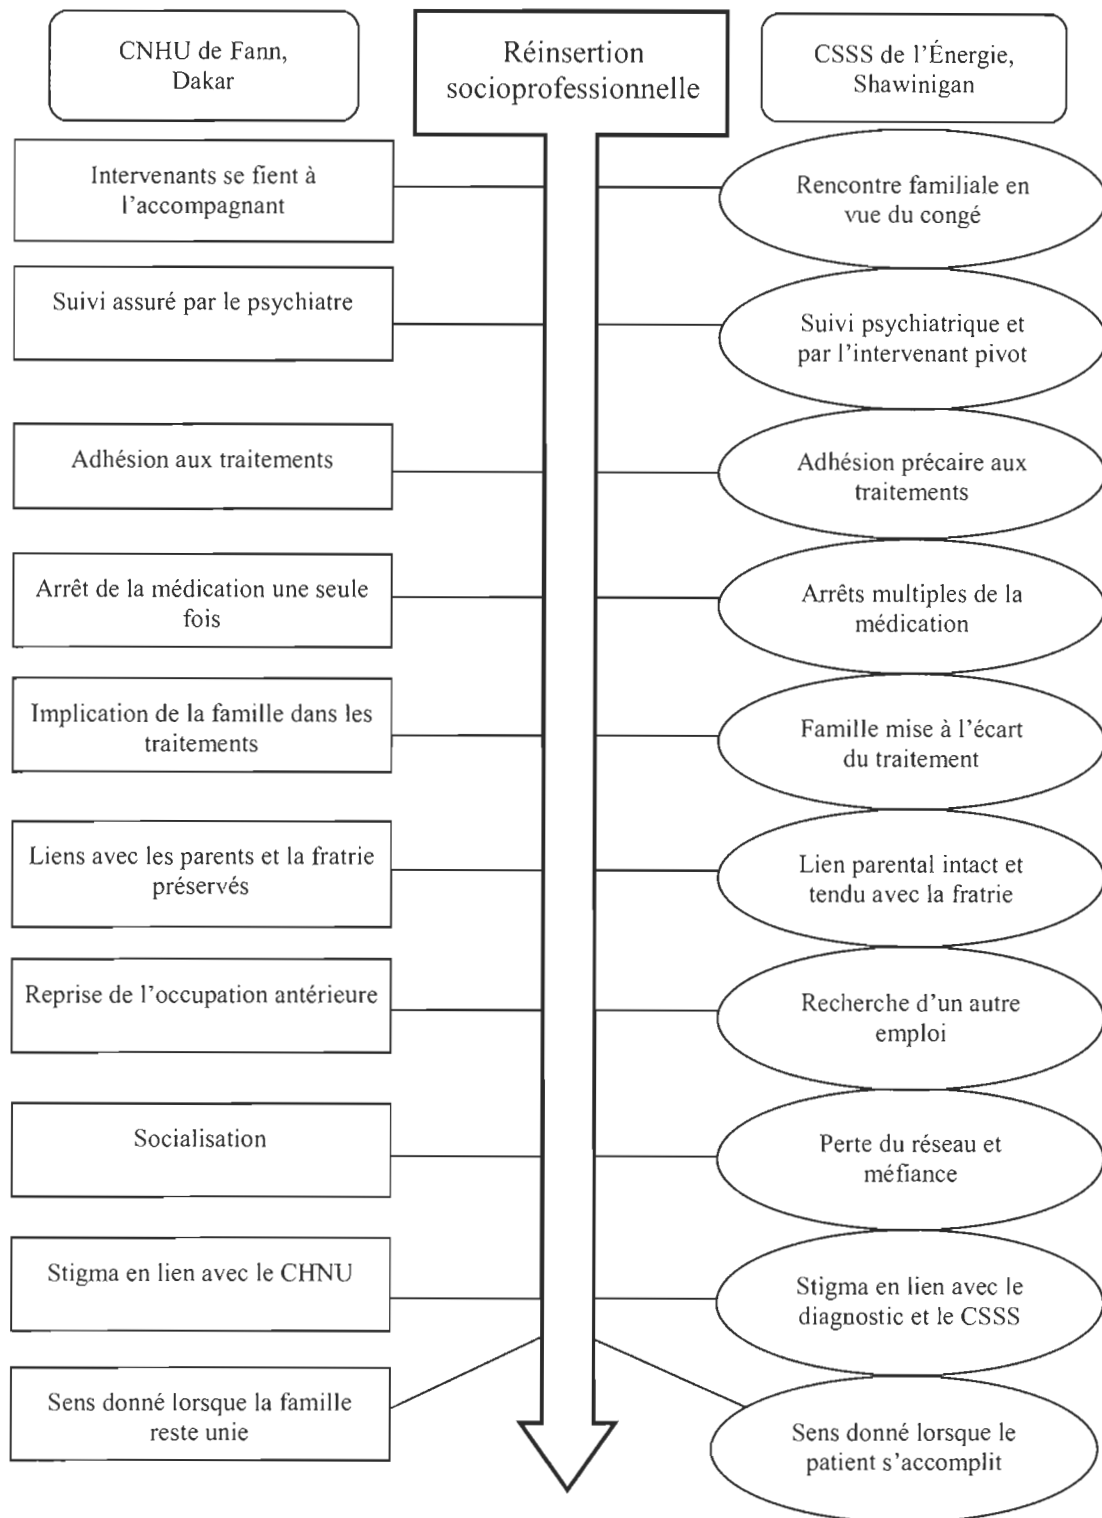 CNHU de Fann,
Dakar
Réinsertion
socioprofessionnelle
CSSS de l'Énergie,
Shawinigan
Intervenants se fient à
l'accompagnant
Rencontre familiale en
vue du congé
Suivi assuré par le psychiatre
Suivi psychiatrique et
par l'intervenant pivot
Adhésion aux traitements
Adhésion précaire aux
traitements
Arrêt de la médication une seule
fois
Arrêts multiples de la
médication
Implication de la famille dans les
traitements
Famille mise à l'écart
du traitement
Liens avec les parents et la fratrie
préservés
Lien parental intact et
tendu avec la fratrie
Reprise de l'occupation antérieure
Recherche d'un autre
emploi
Socialisation
Perte du réseau et
méfiance
Stigma en lien avec le CHNU
Stigma en lien avec le
diagnostic et le CSSS
Sens donné lorsque la famille
reste unie
Sens donné lorsque le
patient s'accomplit